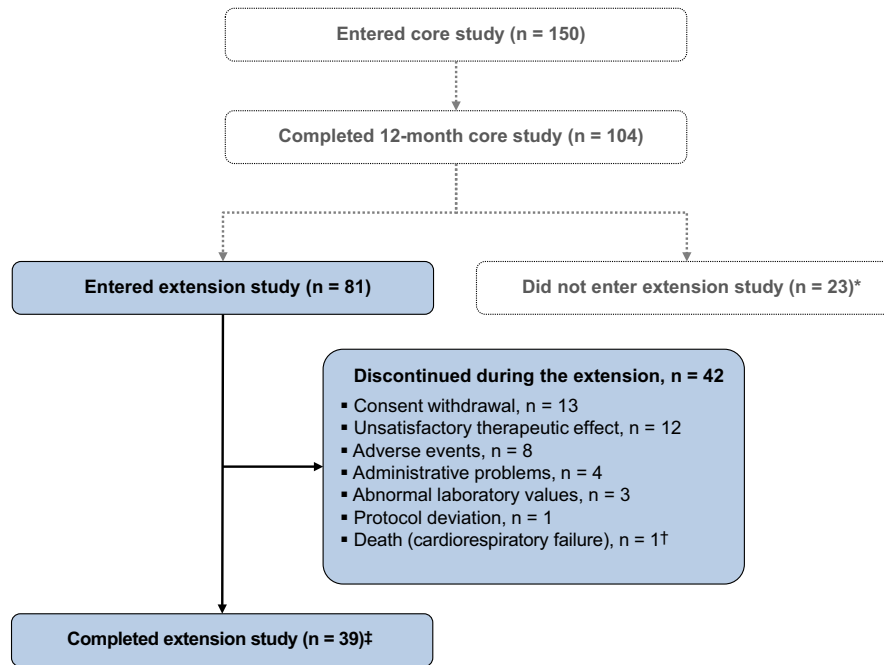 Entered core study (n = 150)
Completed 12-month core study (n = 104)
Entered extension study (n = 81)
Did not enter extension study (n = 23)*
Discontinued during the extension, n = 42
▪ Consent withdrawal, n = 13
▪ Unsatisfactory therapeutic effect, n = 12
▪ Adverse events, n = 8
▪ Administrative problems, n = 4
▪ Abnormal laboratory values, n = 3
▪ Protocol deviation, n = 1
▪ Death (cardiorespiratory failure), n = 1†
Completed extension study (n = 39)‡